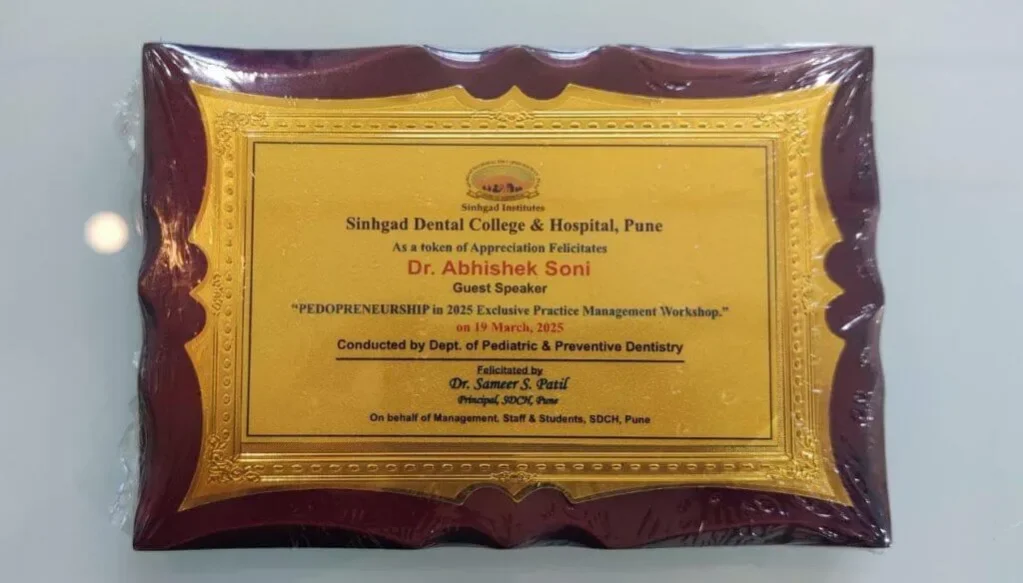 Sinhgad Institutes
Sinhgad Dental College & Hospital, Pune
As a token of Appreciation Felicitates
Dr. Abhishek Soni
Guest Speaker
"PEDOPRENEURSHIP in 2025 Exclusive Practice Management Workshop."
on 19 March, 2025
Conducted by Dept. of Pediatric & Preventive Dentistry
Felicitated by
Dr. Sameer S. Patil
Principal, SDCH, Pune
On behalf of Management, Staff & Students, SDCH, Pune